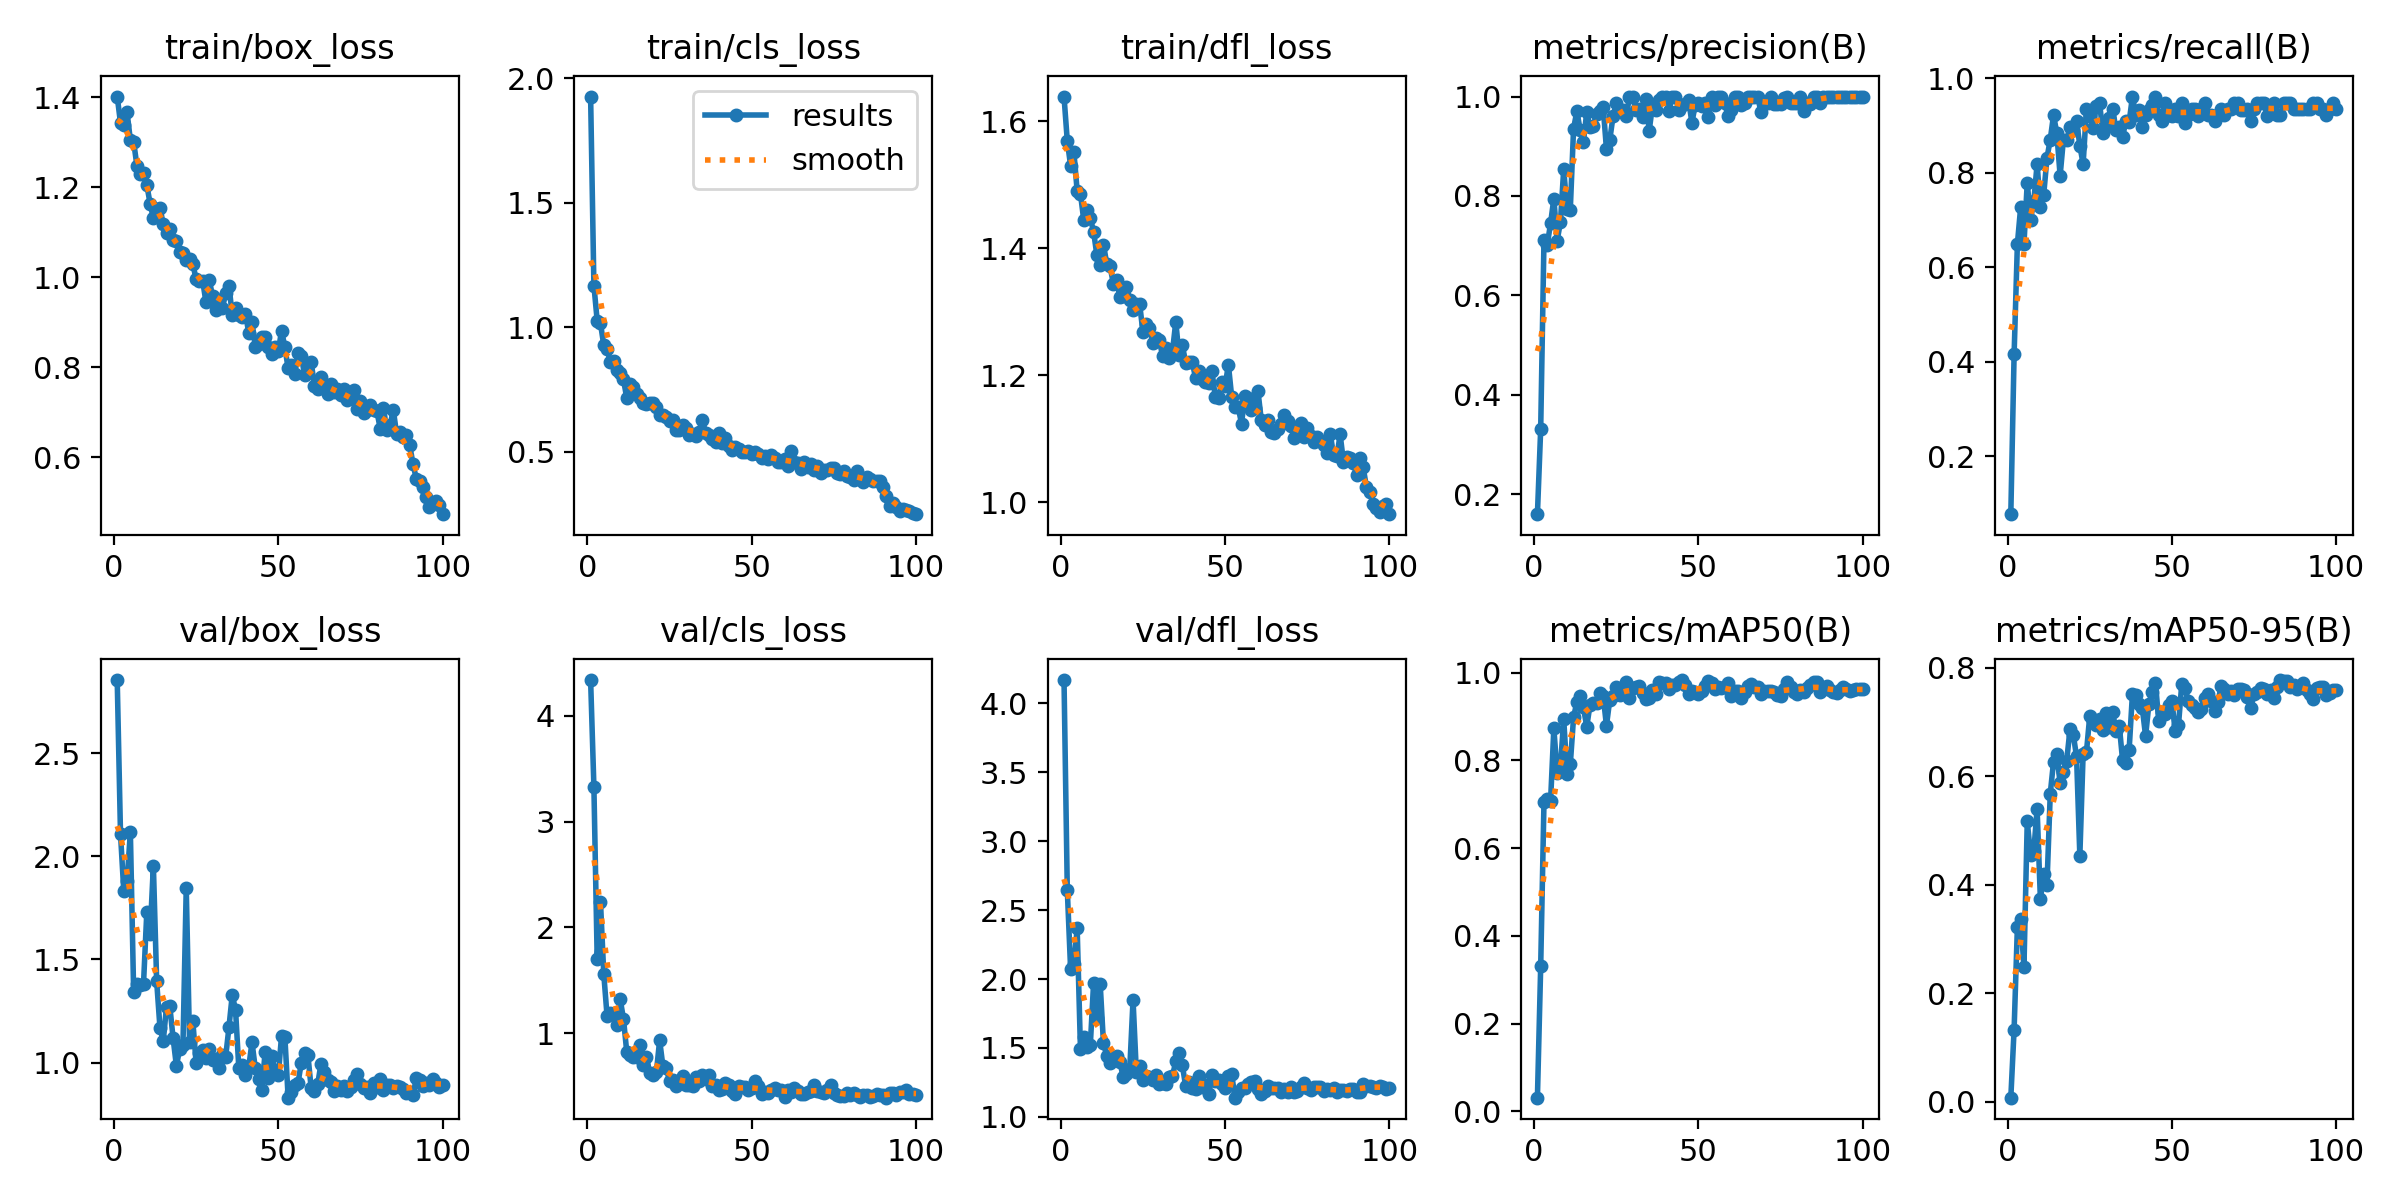 train/box_loss
1.4
1.2
1.0
0.8
0.6
0 50 100
train/cls_loss
2.0
1.5
1.0
0.5
0 50 100
results
smooth
train/dfl_loss
1.6
1.4
1.2
1.0
0 50 100
metrics/precision(B)
1.0
0.8
0.6
0.4
0.2
0 50 100
metrics/recall(B)
1.0
0.8
0.6
0.4
0.2
0 50 100
val/box_loss
2.5
2.0
1.5
1.0
0 50 100
val/cls_loss
4
3
2
1
0 50 100
val/dfl_loss
4.0
3.5
3.0
2.5
2.0
1.5
1.0
0 50 100
metrics/mAP50(B)
1.0
0.8
0.6
0.4
0.2
0.0
0 50 100
metrics/mAP50-95(B)
0.8
0.6
0.4
0.2
0.0
0 50 100